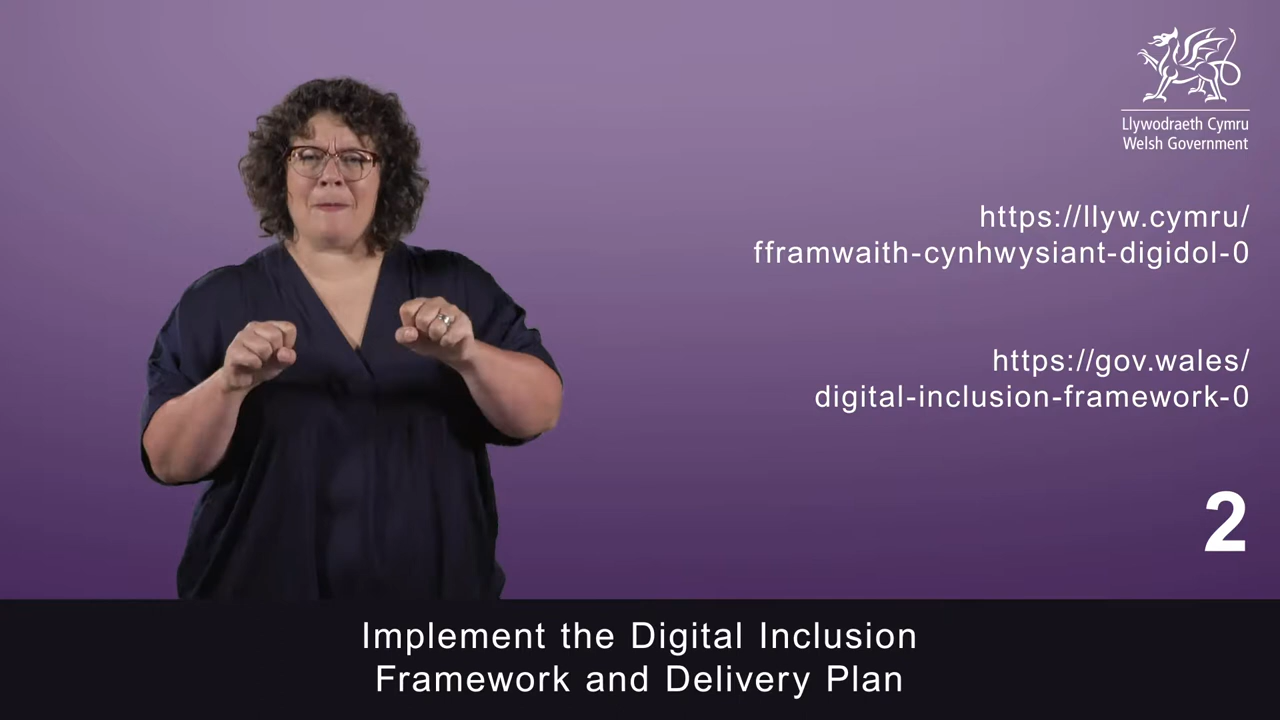 Llywodraeth Cymru
Welsh Government
https://llyw.cymru/
fframwaith-cynhwysiant-digidol-0
https://gov.wales/
digital-inclusion-framework-0
2
Implement the Digital Inclusion
Framework and Delivery Plan